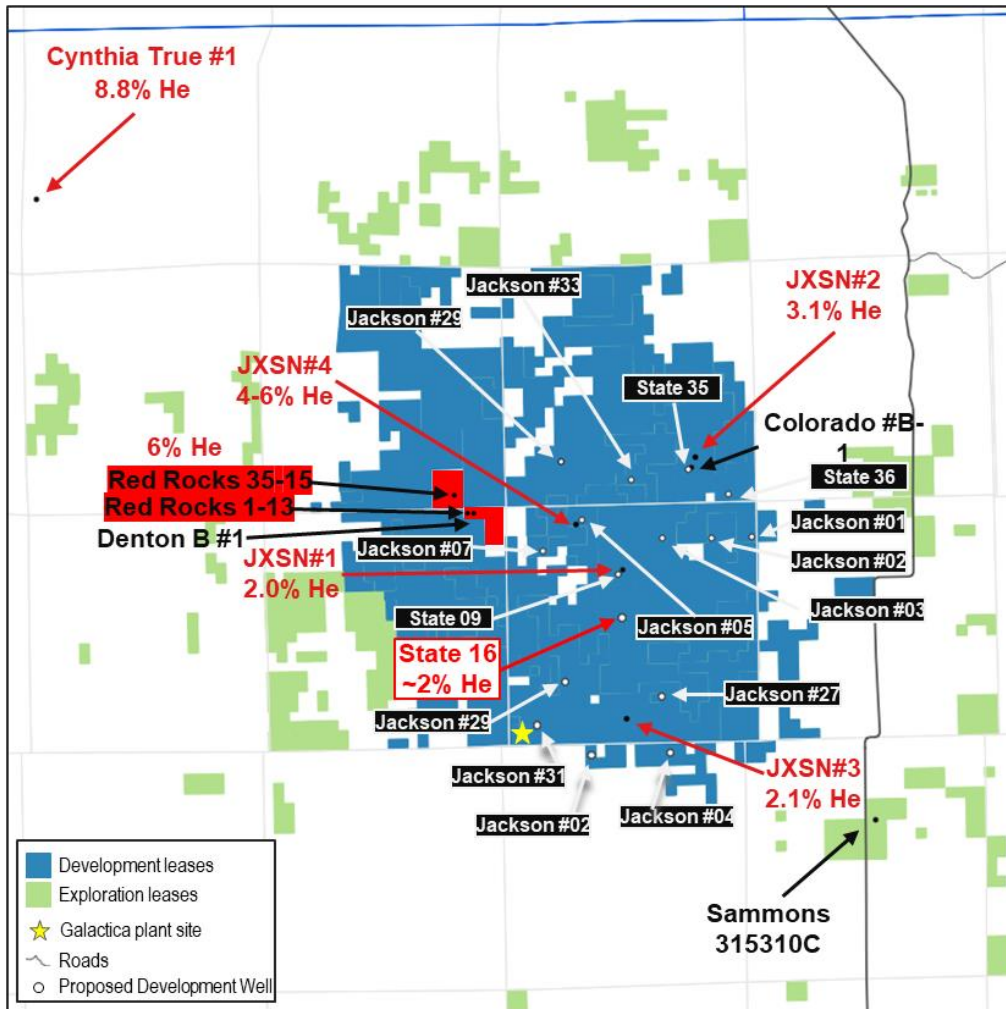 Cynthia True #1
8.8% He
Jackson #33
Jackson #29
JXSN#2
3.1% He
JXSN#4
4-6% He
State 35
Colorado #B-
1
6% He
Red Rocks 35-15
Red Rocks 1-13
Denton B #1
State 36
Jackson #01
Jackson #02
Jackson #07
JXSN#1
2.0% He
Jackson #03
State 09
Jackson #05
State 16
~2% He
Jackson #27
Jackson #29
Jackson #31
JXSN#3
2.1% He
Jackson #02
Jackson #04
Sammons
315310C
Development leases
Exploration leases
Galactica plant site
Roads
Proposed Development Well